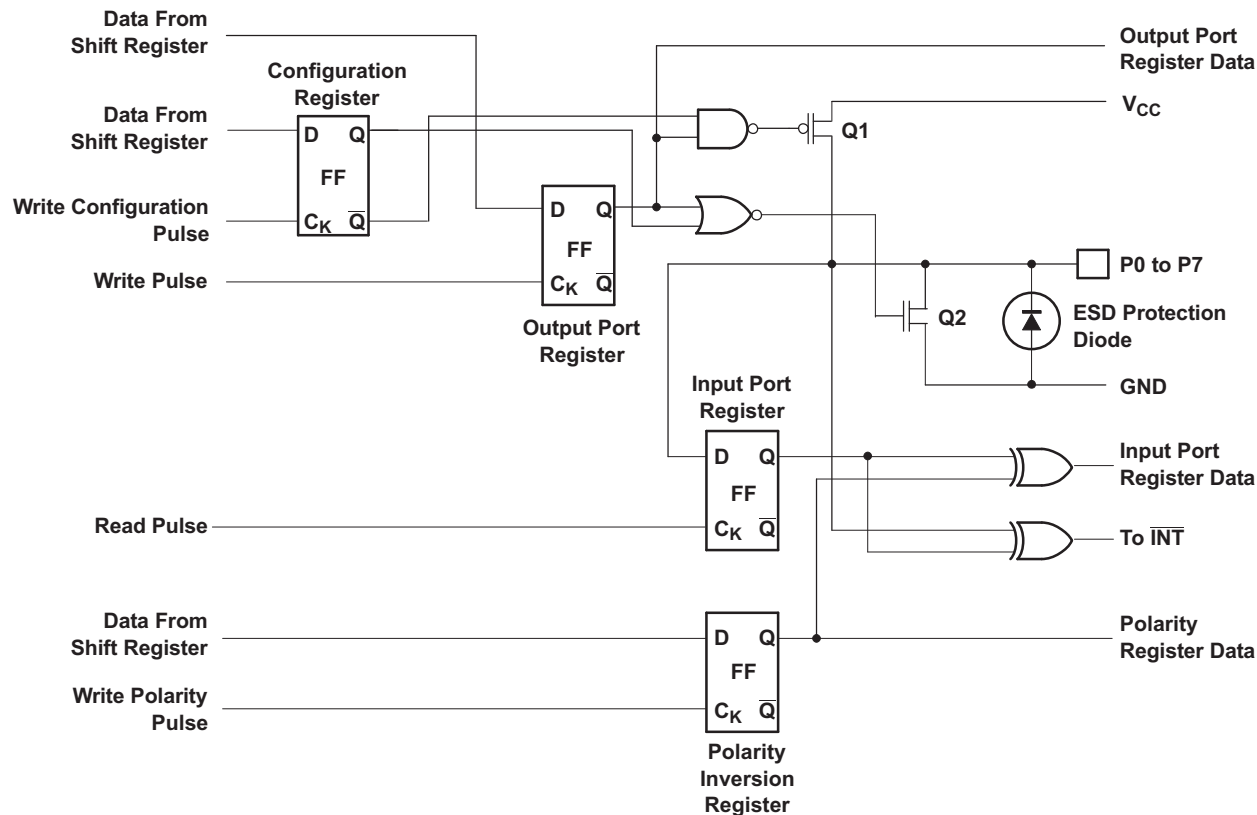 Data From
Shift Register
Output Port
Register Data
Configuration
Register
VCC
Data From
Shift Register
D Q
Q1
FF
Write Configuration
Pulse
CK Q̅
D Q
FF
Write Pulse
CK Q̅
P0 to P7
Q2
ESD Protection
Diode
Output Port
Register
GND
Input Port
Register
D Q
Input Port
Register Data
FF
Read Pulse
CK Q̅
To I̅N̅T̅
Data From
Shift Register
D Q
Polarity
Register Data
FF
Write Polarity
Pulse
CK Q̅
Polarity
Inversion
Register